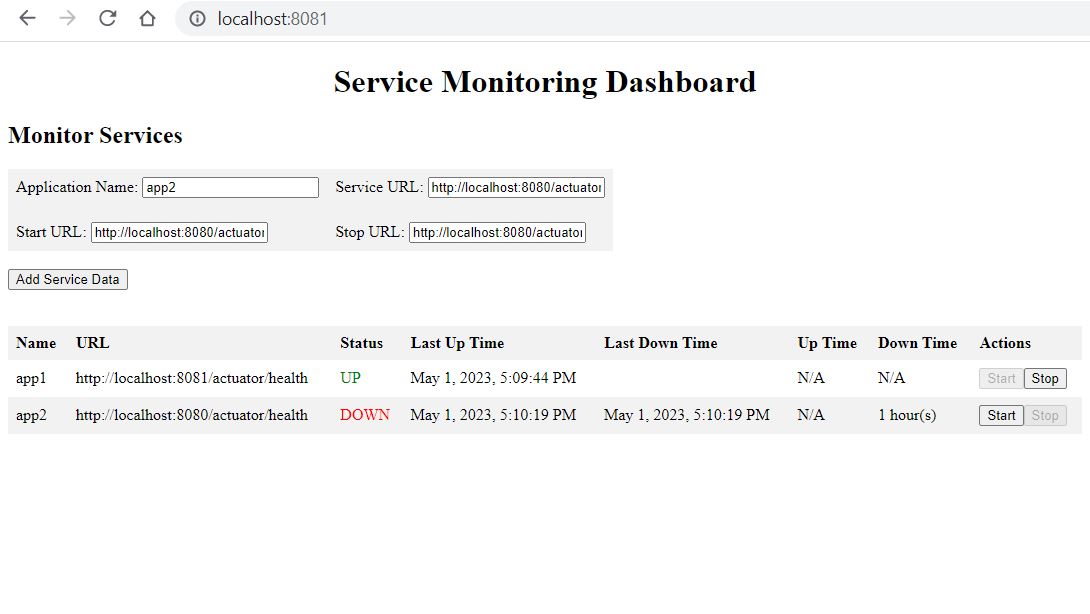 localhost:8081
Service Monitoring Dashboard
Monitor Services
Application Name: app2 Service URL: http://localhost:8080/actuator
Start URL: http://localhost:8080/actuator Stop URL: http://localhost:8080/actuator
Add Service Data
Name URL Status Last Up Time Last Down Time Up Time Down Time Actions
app1 http://localhost:8081/actuator/health UP May 1, 2023, 5:09:44 PM N/A N/A Start Stop
app2 http://localhost:8080/actuator/health DOWN May 1, 2023, 5:10:19 PM May 1, 2023, 5:10:19 PM N/A 1 hour(s) Start Stop